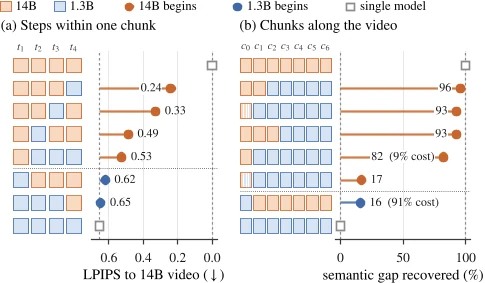 14B 1.3B 14B begins 1.3B begins single model
(a) Steps within one chunk
t1 t2 t3 t4
0.24
0.33
0.49
0.53
0.62
0.65
0.6 0.4 0.2 0.0
LPIPS to 14B video (↓)
(b) Chunks along the video
c0 c1 c2 c3 c4 c5 c6
96
93
93
82 (9% cost)
17
16 (91% cost)
0 50 100
semantic gap recovered (%)